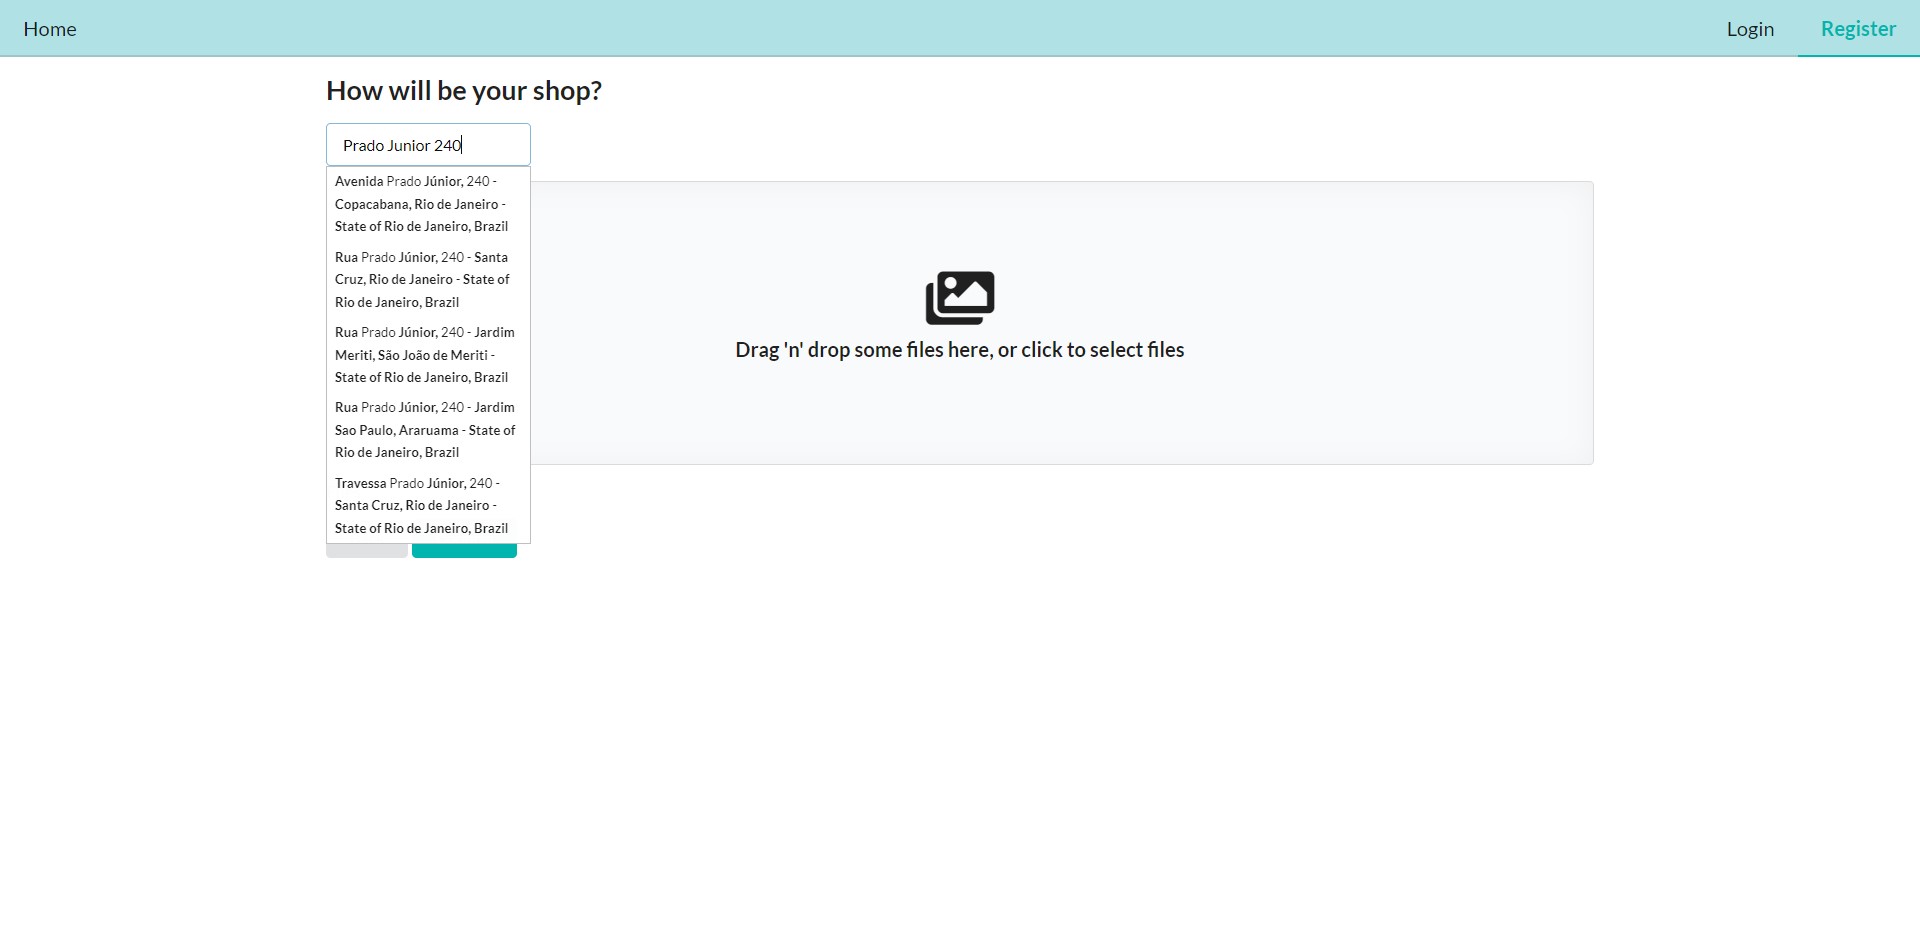 Home
Login
Register
How will be your shop?
Prado Junior 240
Avenida Prado Júnior, 240 -
Copacabana, Rio de Janeiro -
State of Rio de Janeiro, Brazil
Rua Prado Júnior, 240 - Santa
Cruz, Rio de Janeiro - State of
Rio de Janeiro, Brazil
Rua Prado Júnior, 240 - Jardim
Meriti, São João de Meriti -
State of Rio de Janeiro, Brazil
Rua Prado Júnior, 240 - Jardim
Sao Paulo, Araruama - State of
Rio de Janeiro, Brazil
Travessa Prado Júnior, 240 -
Santa Cruz, Rio de Janeiro -
State of Rio de Janeiro, Brazil
Drag 'n' drop some files here, or click to select files